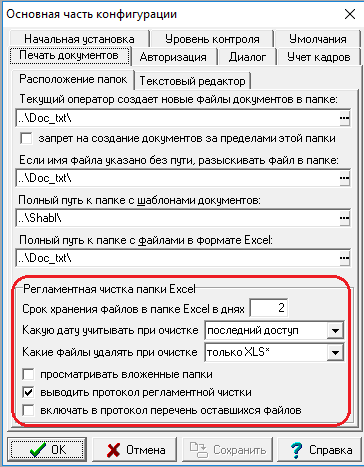 Основная часть конфигурации
Начальная установка Уровень контроля Умолчания
Печать документов Авторизация Диалог Учет кадров
Расположение папок Текстовый редактор
Текущий оператор создает новые файлы документов в папке:
..\Doc_txt\
запрет на создание документов за пределами этой папки
Если имя файла указано без пути, разыскивать файл в папке:
..\Doc_txt\
Полный путь к папке с шаблонами документов:
..\Shabl\
Полный путь к папке с файлами в формате Excel:
..\Doc_txt\
Регламентная чистка папки Excel
Срок хранения файлов в папке Excel в днях 2
Какую дату учитывать при очистке последний доступ
Какие файлы удалять при очистке только XLS*
просматривать вложенные папки
выводить протокол регламентной чистки
включать в протокол перечень оставшихся файлов
OK Отмена Сохранить ? Справка